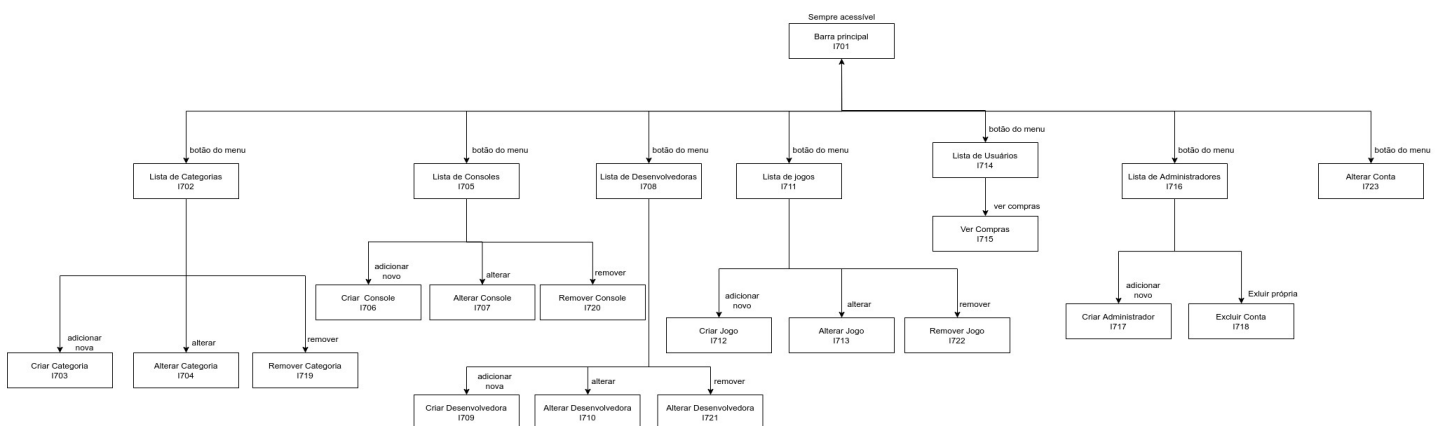 Sempre acessível
Barra principal
I701
botão do menu
Lista de Categorias
I702
botão do menu
Lista de Consoles
I705
botão do menu
Lista de Desenvolvedoras
I708
botão do menu
Lista de jogos
I711
botão do menu
Lista de Usuários
I714
botão do menu
Lista de Administradores
I716
botão do menu
Alterar Conta
I723
ver compras
Ver Compras
I715
adicionar
novo
Criar Console
I706
alterar
Alterar Console
I707
remover
Remover Console
I720
adicionar
novo
Criar Jogo
I712
alterar
Alterar Jogo
I713
remover
Remover Jogo
I722
adicionar
novo
Criar Administrador
I717
Exluir própria
Excluir Conta
I718
adicionar
nova
Criar Categoria
I703
alterar
Alterar Categoria
I704
remover
Remover Categoria
I719
adicionar
nova
Criar Desenvolvedora
I709
alterar
Alterar Desenvolvedora
I710
remover
Alterar Desenvolvedora
I721